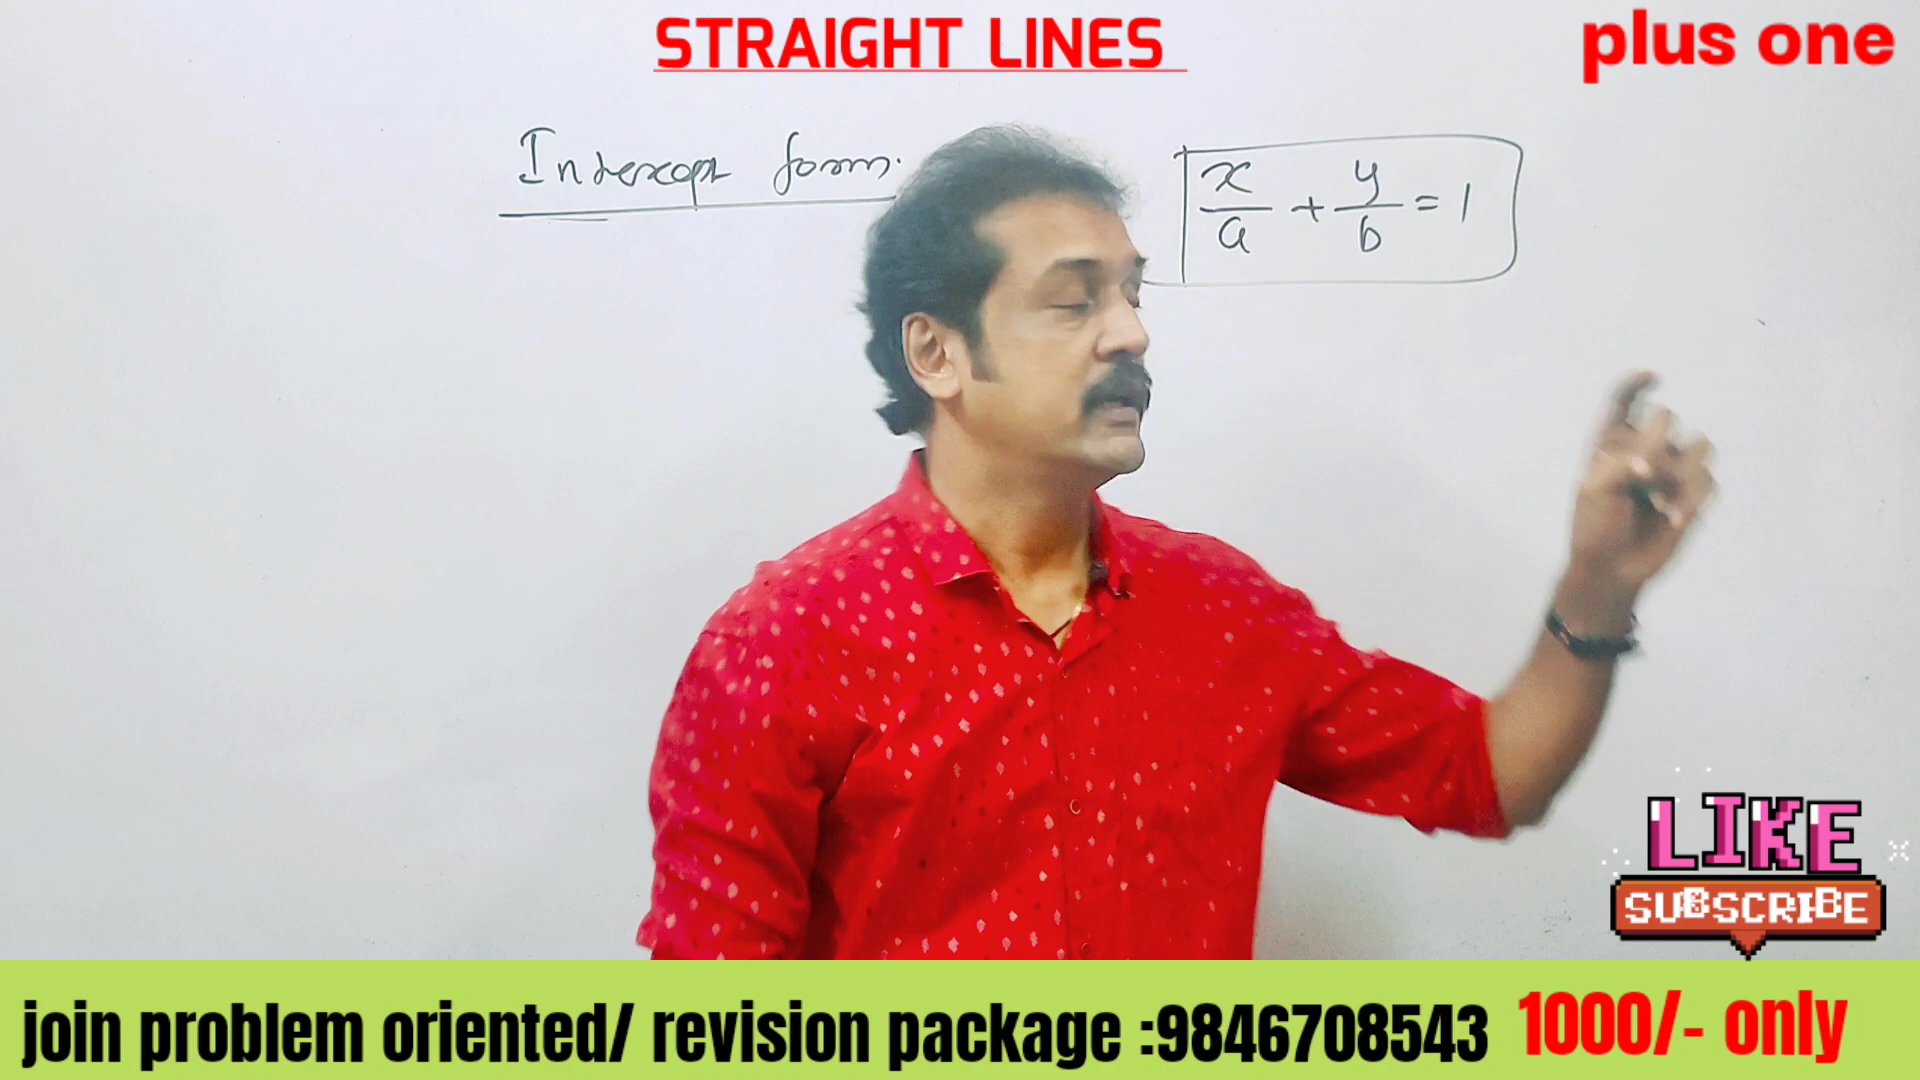 STRAIGHT LINES
plus one
Intercept form.
x/a + y/b = 1
LIKE
SUBSCRIBE
join problem oriented/ revision package :9846708543 1000/- only